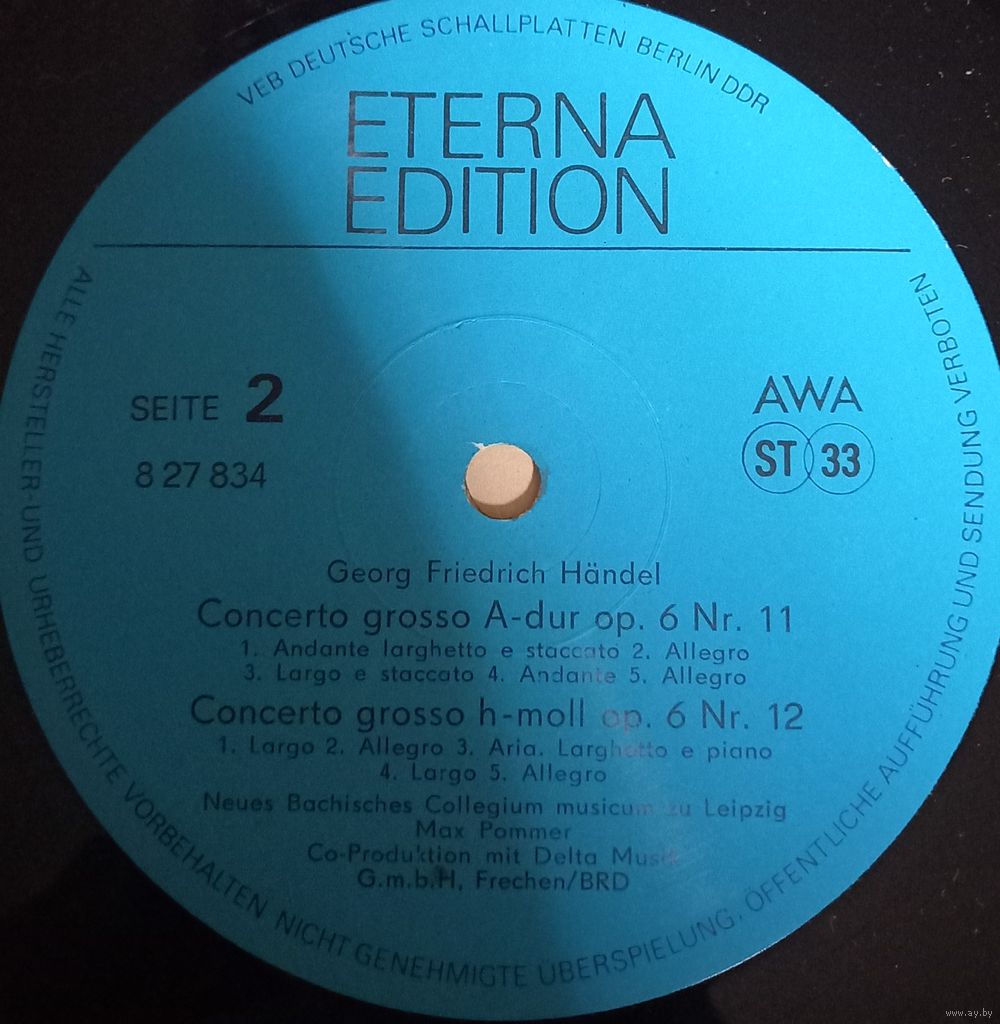 VEB DEUTSCHE SCHALLPLATTEN BERLIN DDR
ETERNA
EDITION
SEITE 2
8 27 834
AWA
ST 33
Georg Friedrich Händel
Concerto grosso A-dur op. 6 Nr. 11
1. Andante larghetto e staccato 2. Allegro
3. Largo e staccato 4. Andante 5. Allegro
Concerto grosso h-moll op. 6 Nr. 12
1. Largo 2. Allegro 3. Aria. Larghetto e piano
4. Largo 5. Allegro
Neues Bachisches Collegium musicum zu Leipzig
Max Pommer
Co-Produktion mit Delta Musik
G.m.b.H, Frechen/BRD
ALLE HERSTELLER- UND URHEBERRECHTE VORBEHALTEN NICHT GENEHMIGTE ÜBERSPIELUNG, ÖFFENTLICHE AUFFÜHRUNG UND SENDUNG VERBOTEN
www.ay.by